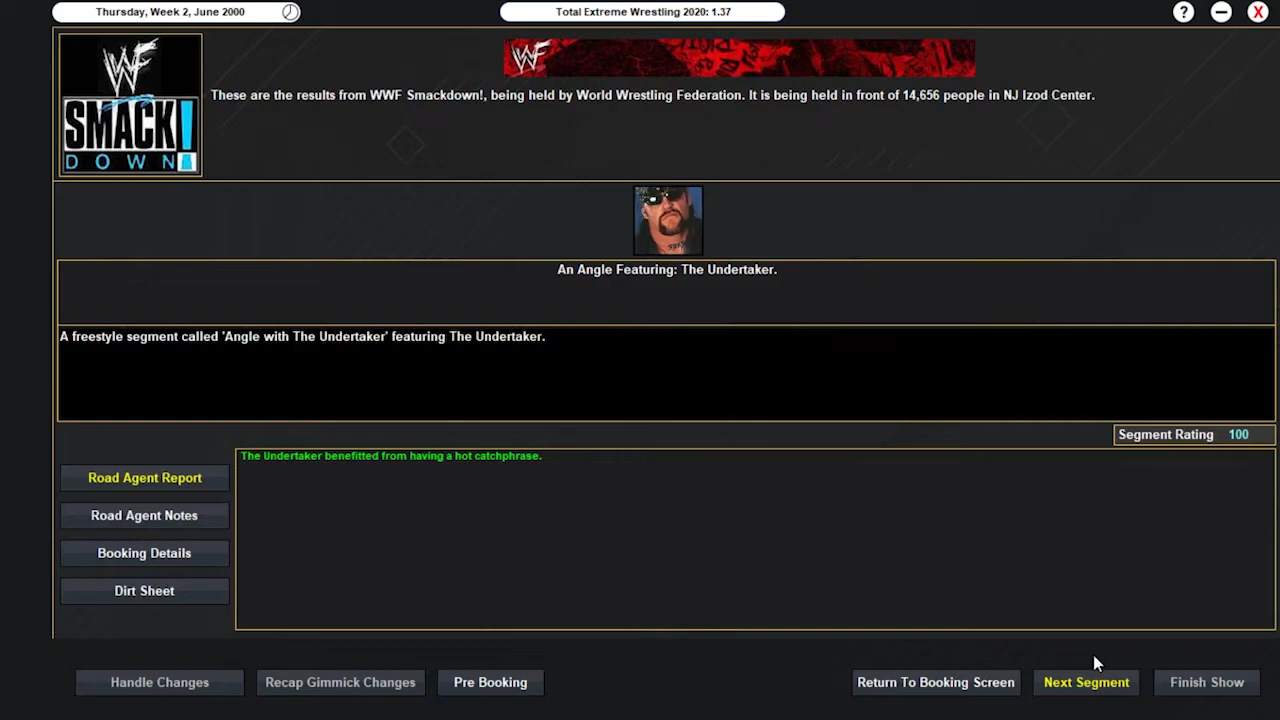 Thursday, Week 2, June 2000
Total Extreme Wrestling 2020: 1.37
?
X
WF
SMACK!
DOWN!
WF
These are the results from WWF Smackdown!, being held by World Wrestling Federation. It is being held in front of 14,656 people in NJ Izod Center.
An Angle Featuring: The Undertaker.
A freestyle segment called 'Angle with The Undertaker' featuring The Undertaker.
Segment Rating 100
Road Agent Report
Road Agent Notes
Booking Details
Dirt Sheet
The Undertaker benefitted from having a hot catchphrase.
Handle Changes
Recap Gimmick Changes
Pre Booking
Return To Booking Screen
Next Segment
Finish Show